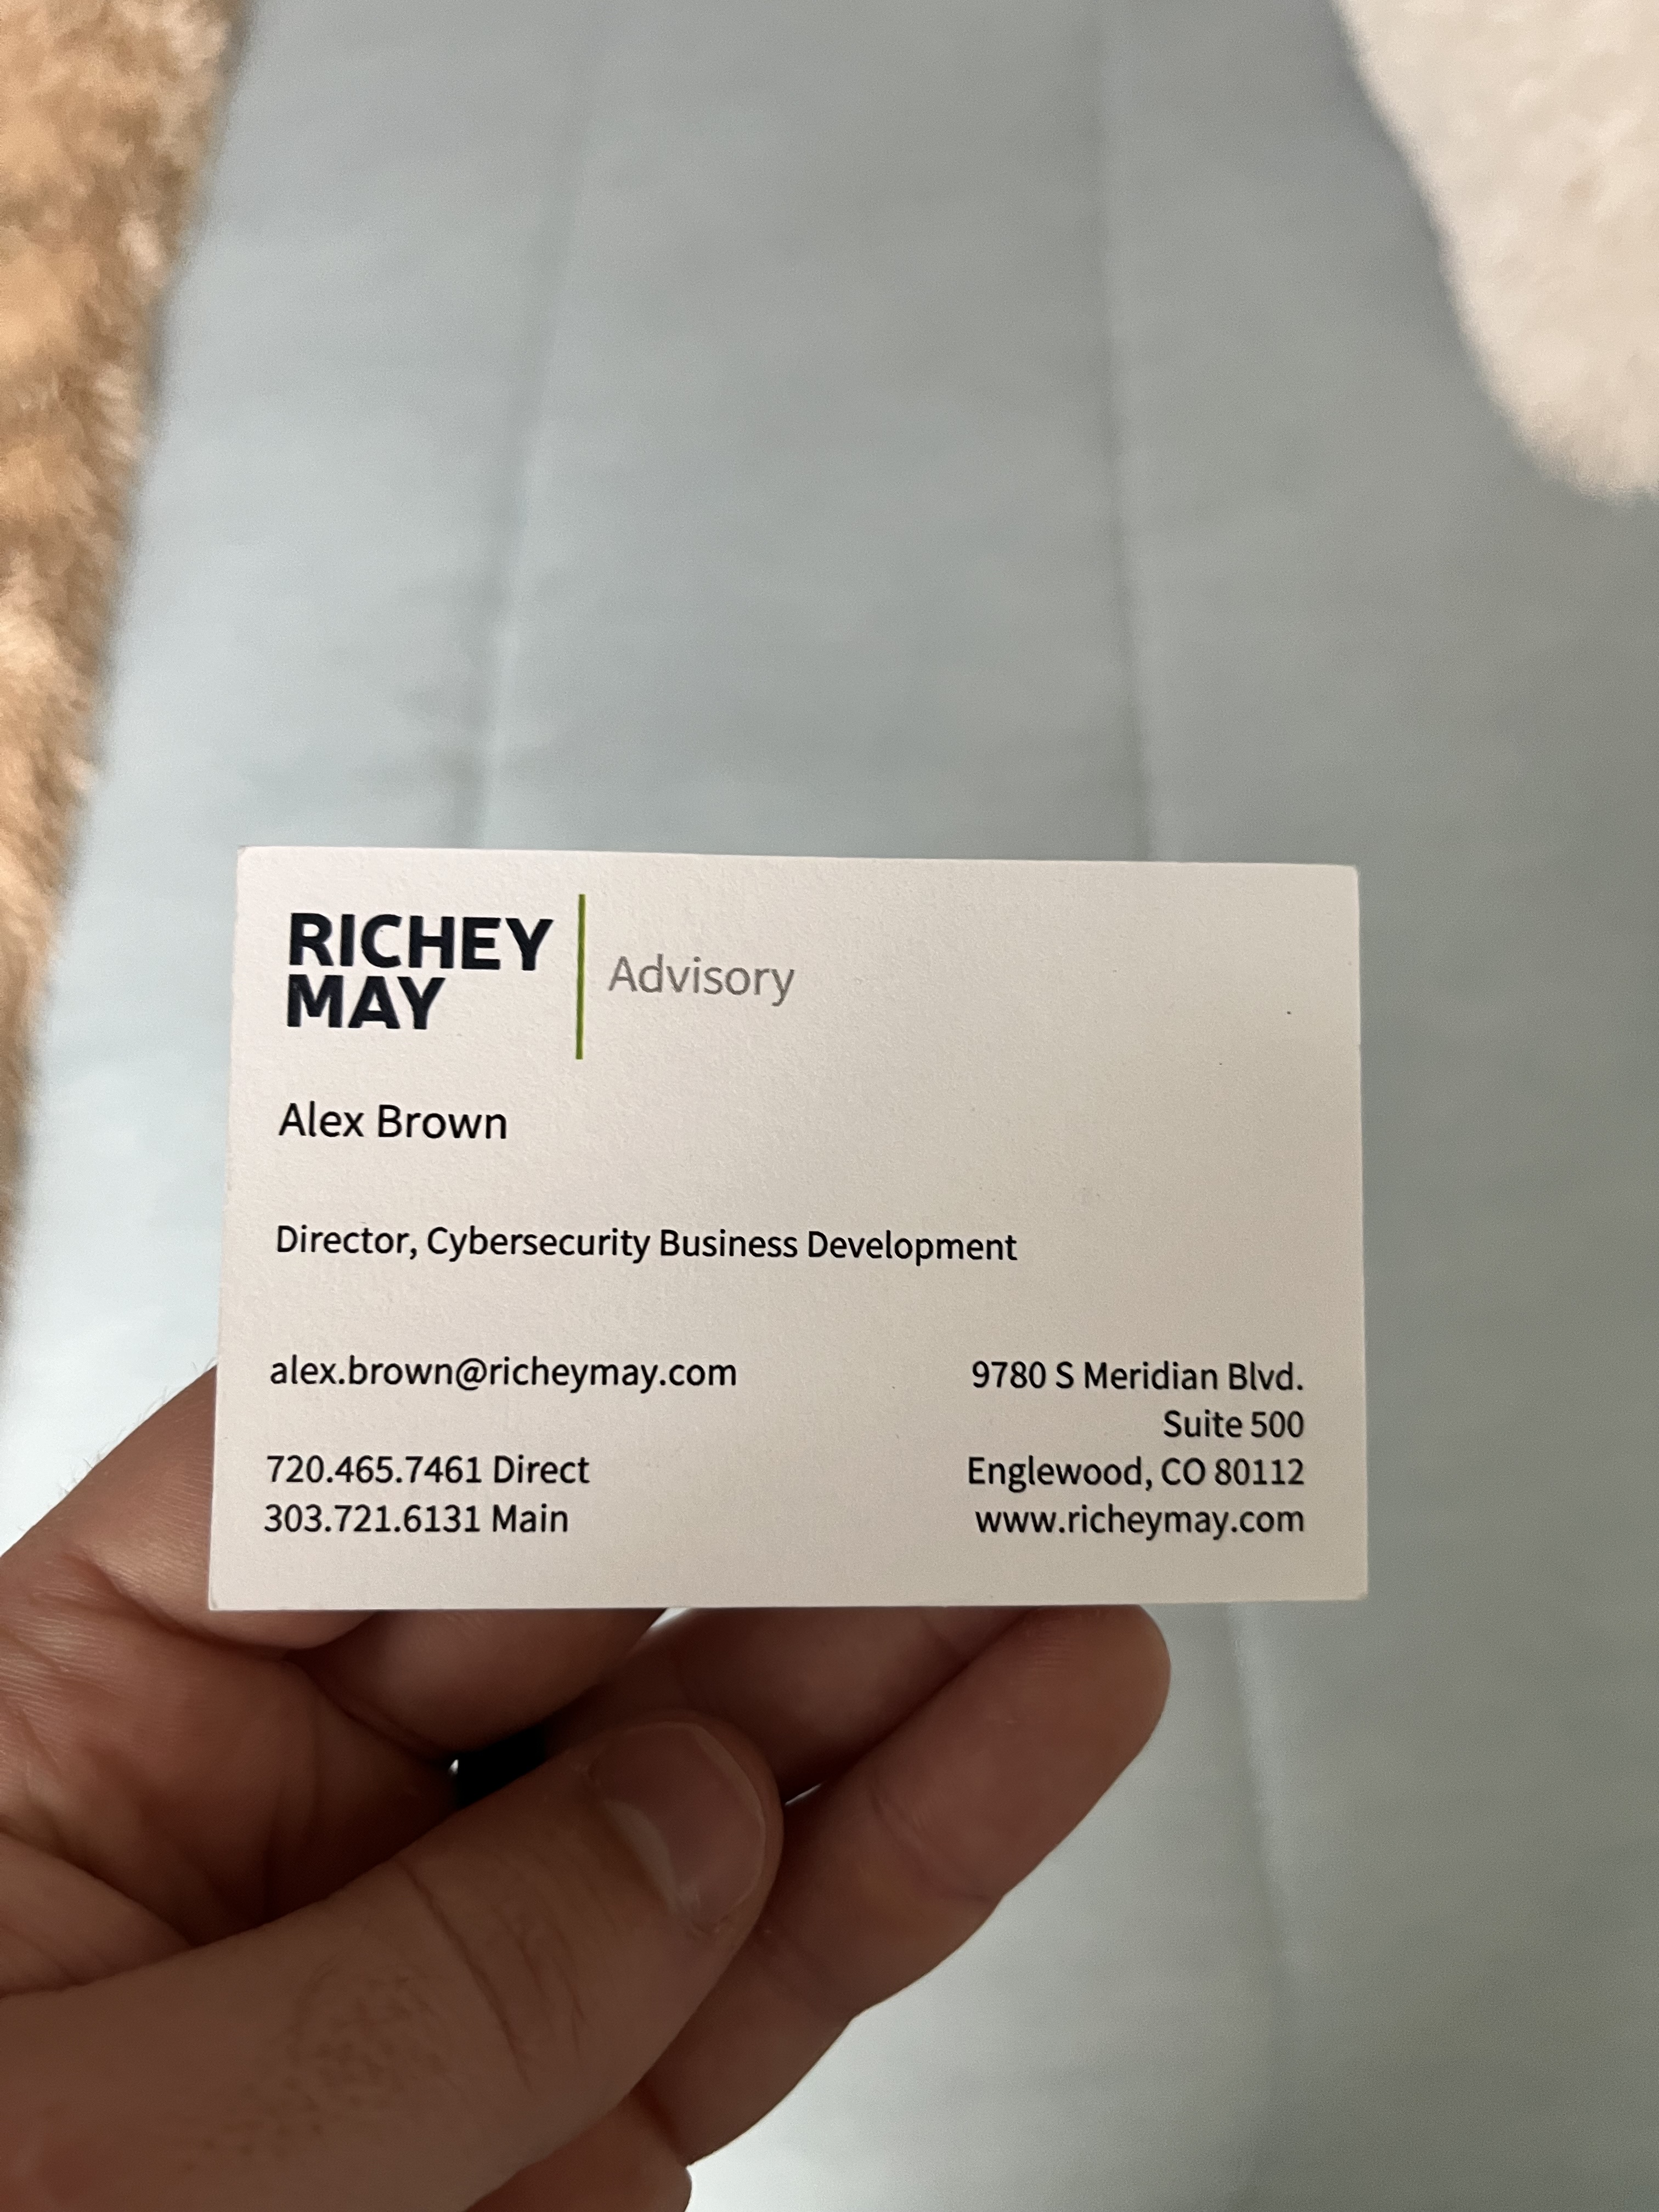 RICHEY
MAY
Advisory
Alex Brown
Director, Cybersecurity Business Development
alex.brown@richeymay.com
720.465.7461 Direct
303.721.6131 Main
9780 S Meridian Blvd.
Suite 500
Englewood, CO 80112
www.richeymay.com